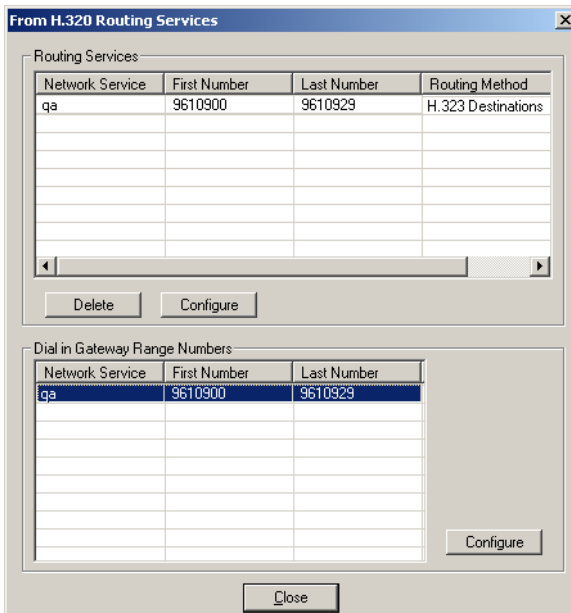 From H.320 Routing Services
Routing Services
Network Service First Number Last Number Routing Method
qa 9610900 9610929 H.323 Destinations
Delete Configure
Dial in Gateway Range Numbers
Network Service First Number Last Number
qa 9610900 9610929
Configure
Close